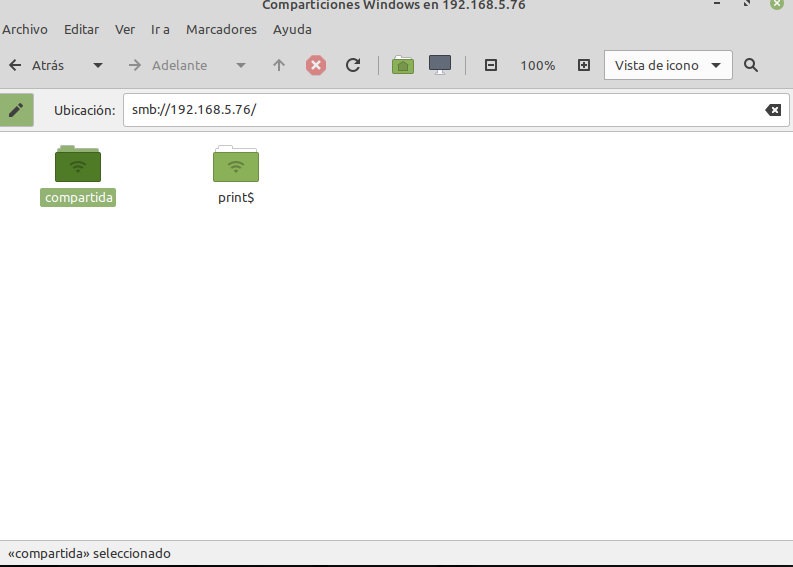 Comparticiones Windows en 192.168.5.76
Archivo Editar Ver Ir a Marcadores Ayuda
Atrás Adelante 100% Vista de icono
Ubicación: smb://192.168.5.76/
compartida print$
«compartida» seleccionado